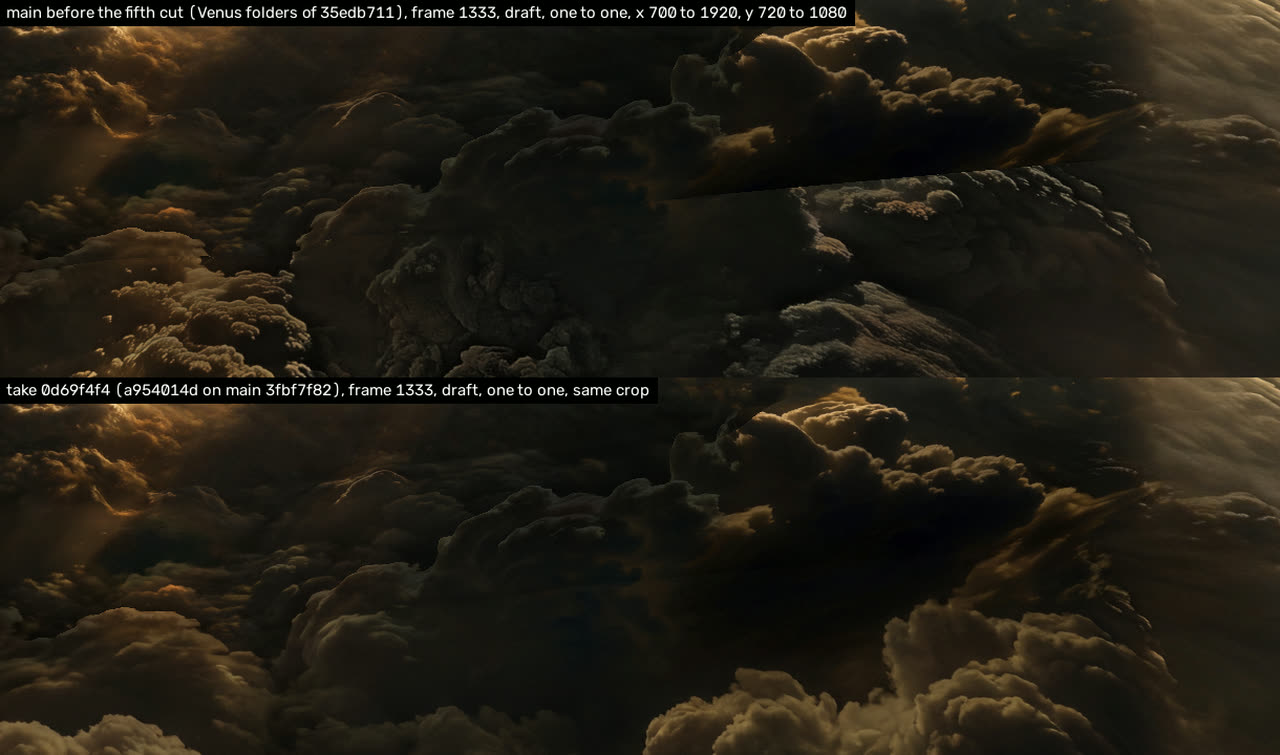 main before the fifth cut (Venus folders of 35edb711), frame 1333, draft, one to one, x 700 to 1920, y 720 to 1080
take 0d69f4f4 (a954014d on main 3fbf7f82), frame 1333, draft, one to one, same crop